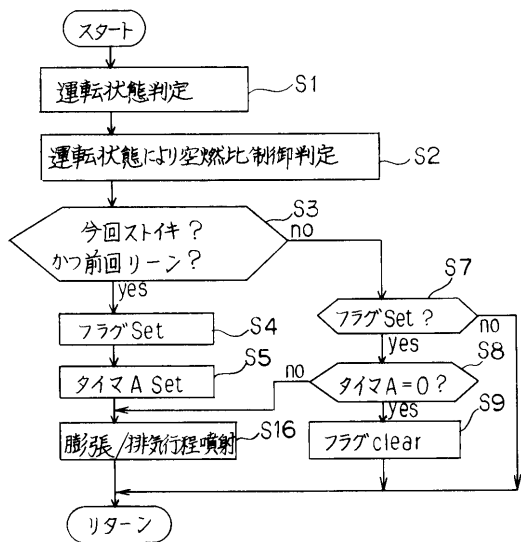 スタート
運転状態判定
S1
運転状態により空燃比制御判定
S2
今回ストイキ?
かつ前回リーン?
S3
no
yes
フラグSet
S4
タイマA Set
S5
膨張/排気行程噴射
S16
フラグSet?
S7
no
yes
タイマA=0?
S8
no
yes
フラグclear
S9
リターン